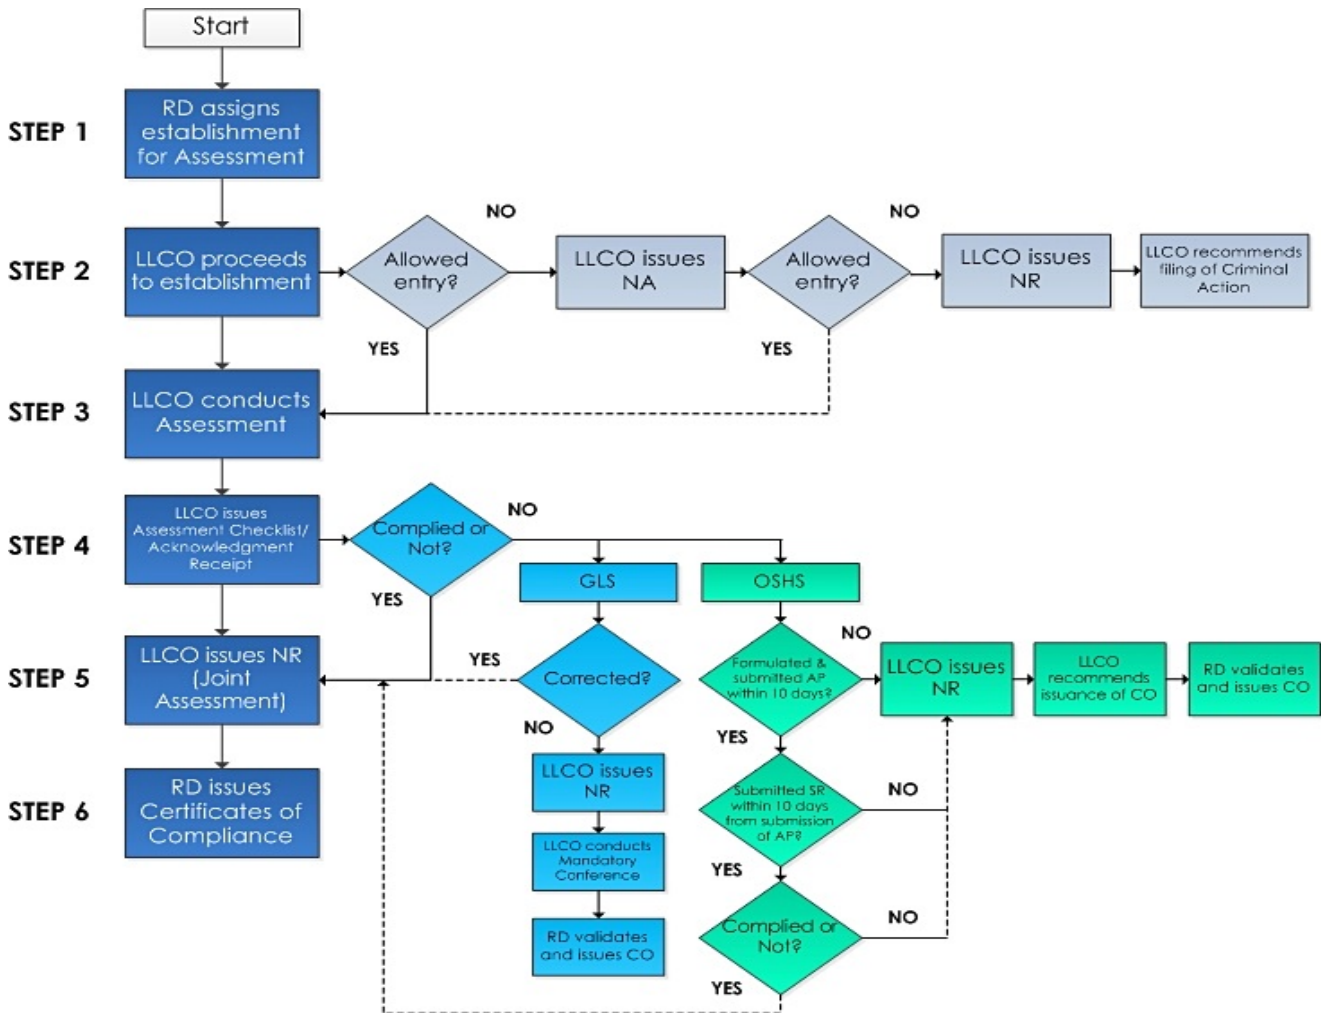 Start
STEP 1
RD assigns
establishment
for Assessment
STEP 2
LLCO proceeds
to establishment
Allowed
entry?
NO
YES
LLCO issues
NA
Allowed
entry?
NO
YES
LLCO issues
NR
LLCO recommends
filing of Criminal
Action
STEP 3
LLCO conducts
Assessment
STEP 4
LLCO issues
Assessment Checklist/
Acknowledgment
Receipt
Complied or
Not?
NO
YES
GLS
OSHS
STEP 5
LLCO issues NR
(Joint
Assessment)
YES
Corrected?
NO
Formulated &
submitted AP
within 10 days?
NO
YES
LLCO issues
NR
LLCO
recommends
issuance of CO
RD validates
and issues CO
STEP 6
RD issues
Certificates of
Compliance
LLCO issues
NR
LLCO conducts
Mandatory
Conference
RD validates
and issues CO
Submitted SR
within 10 days
from submission
of AP?
NO
YES
Complied or
Not?
NO
YES